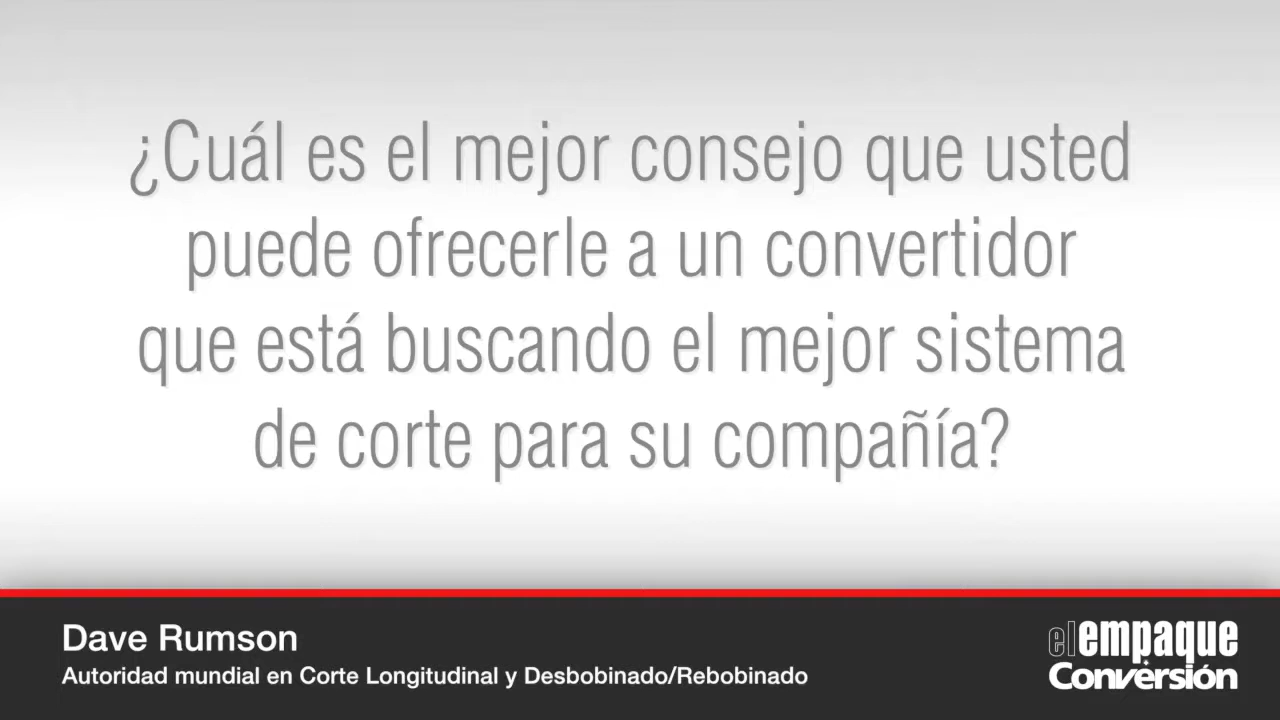 ¿Cuál es el mejor consejo que usted
puede ofrecerle a un convertidor
que está buscando el mejor sistema
de corte para su compañía?
Dave Rumson
Autoridad mundial en Corte Longitudinal y Desbobinado/Rebobinado
el empaque
Conversión